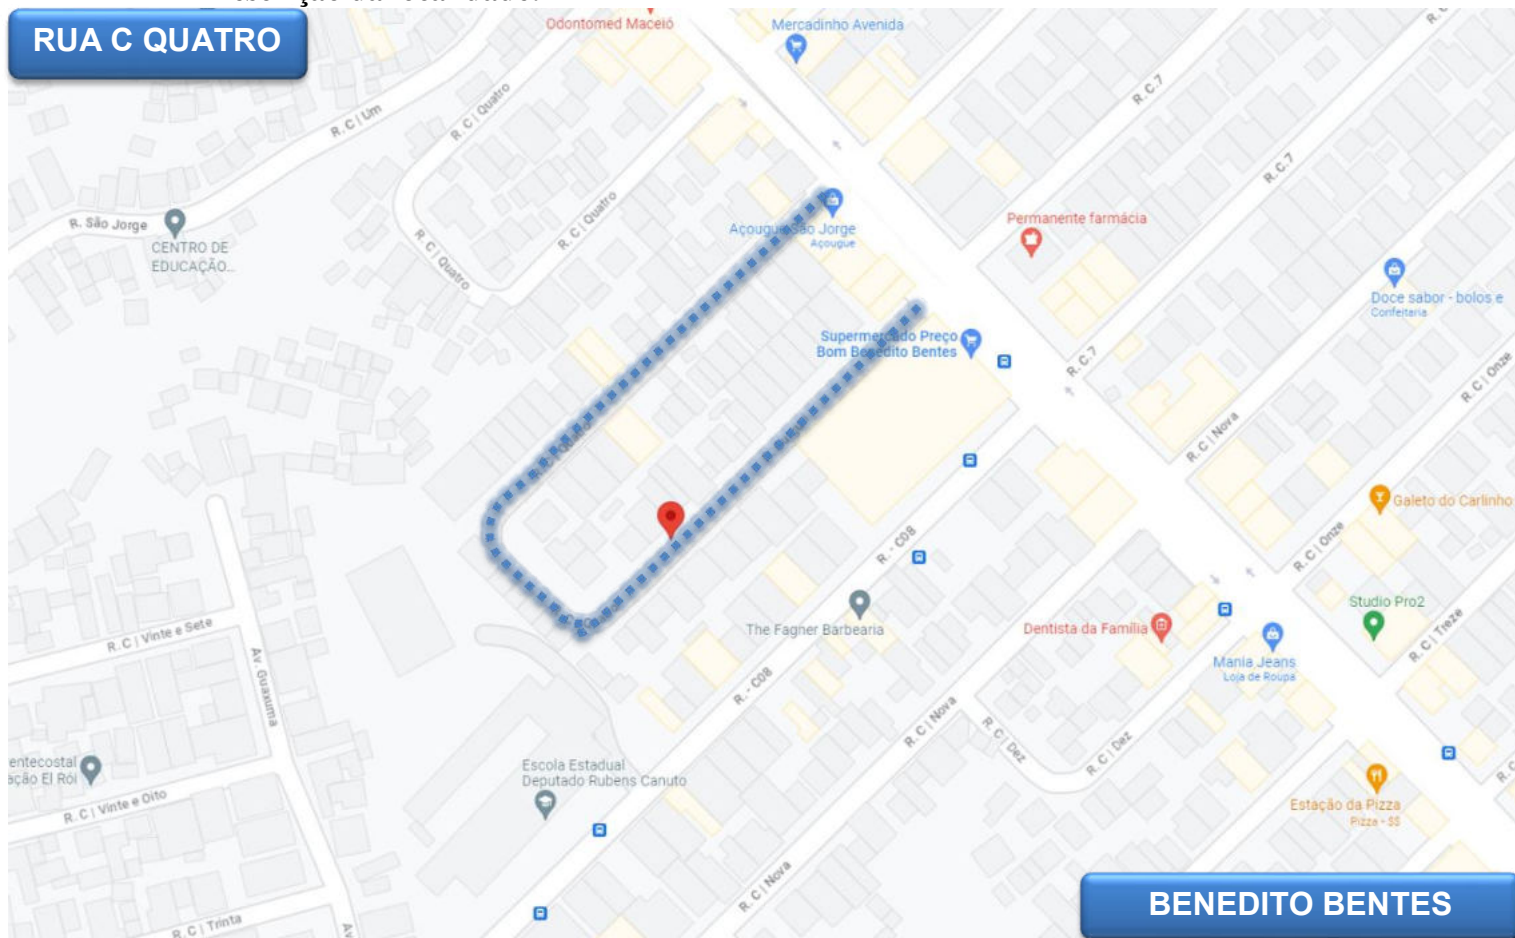 RUA C QUATRO
Odontomed Maceió
Mercadinho Avenida
R. C | Um
R. C | Quatro
R. C.7
R. C.7
R. São Jorge
CENTRO DE
EDUCAÇÃO...
R. C | Quatro
R. C | Quatro
Açougue São Jorge
Açougue
Permanente farmácia
Doce sabor - bolos e
Confeitaria
Supermercado Preço
Bom Benedito Bentes
R. C.7
R. C | Onze
R. C | Nova
Galeto do Carlinho
R. - C08
R. C | Onze
Studio Pro2
The Fagner Barbearia
Dentista da Família
R. C | Treze
R. C | Vinte e Sete
Av. Guaxuma
Mania Jeans
Loja de Roupa
R. - C08
R. C | Nova
R. C | Dez
R. C | Dez
entecostal
ação El Rói
Escola Estadual
Deputado Rubens Canuto
R. C | Vinte e Oito
Estação da Pizza
Pizza - $$
R. C | Nova
BENEDITO BENTES
R. C | Trinta